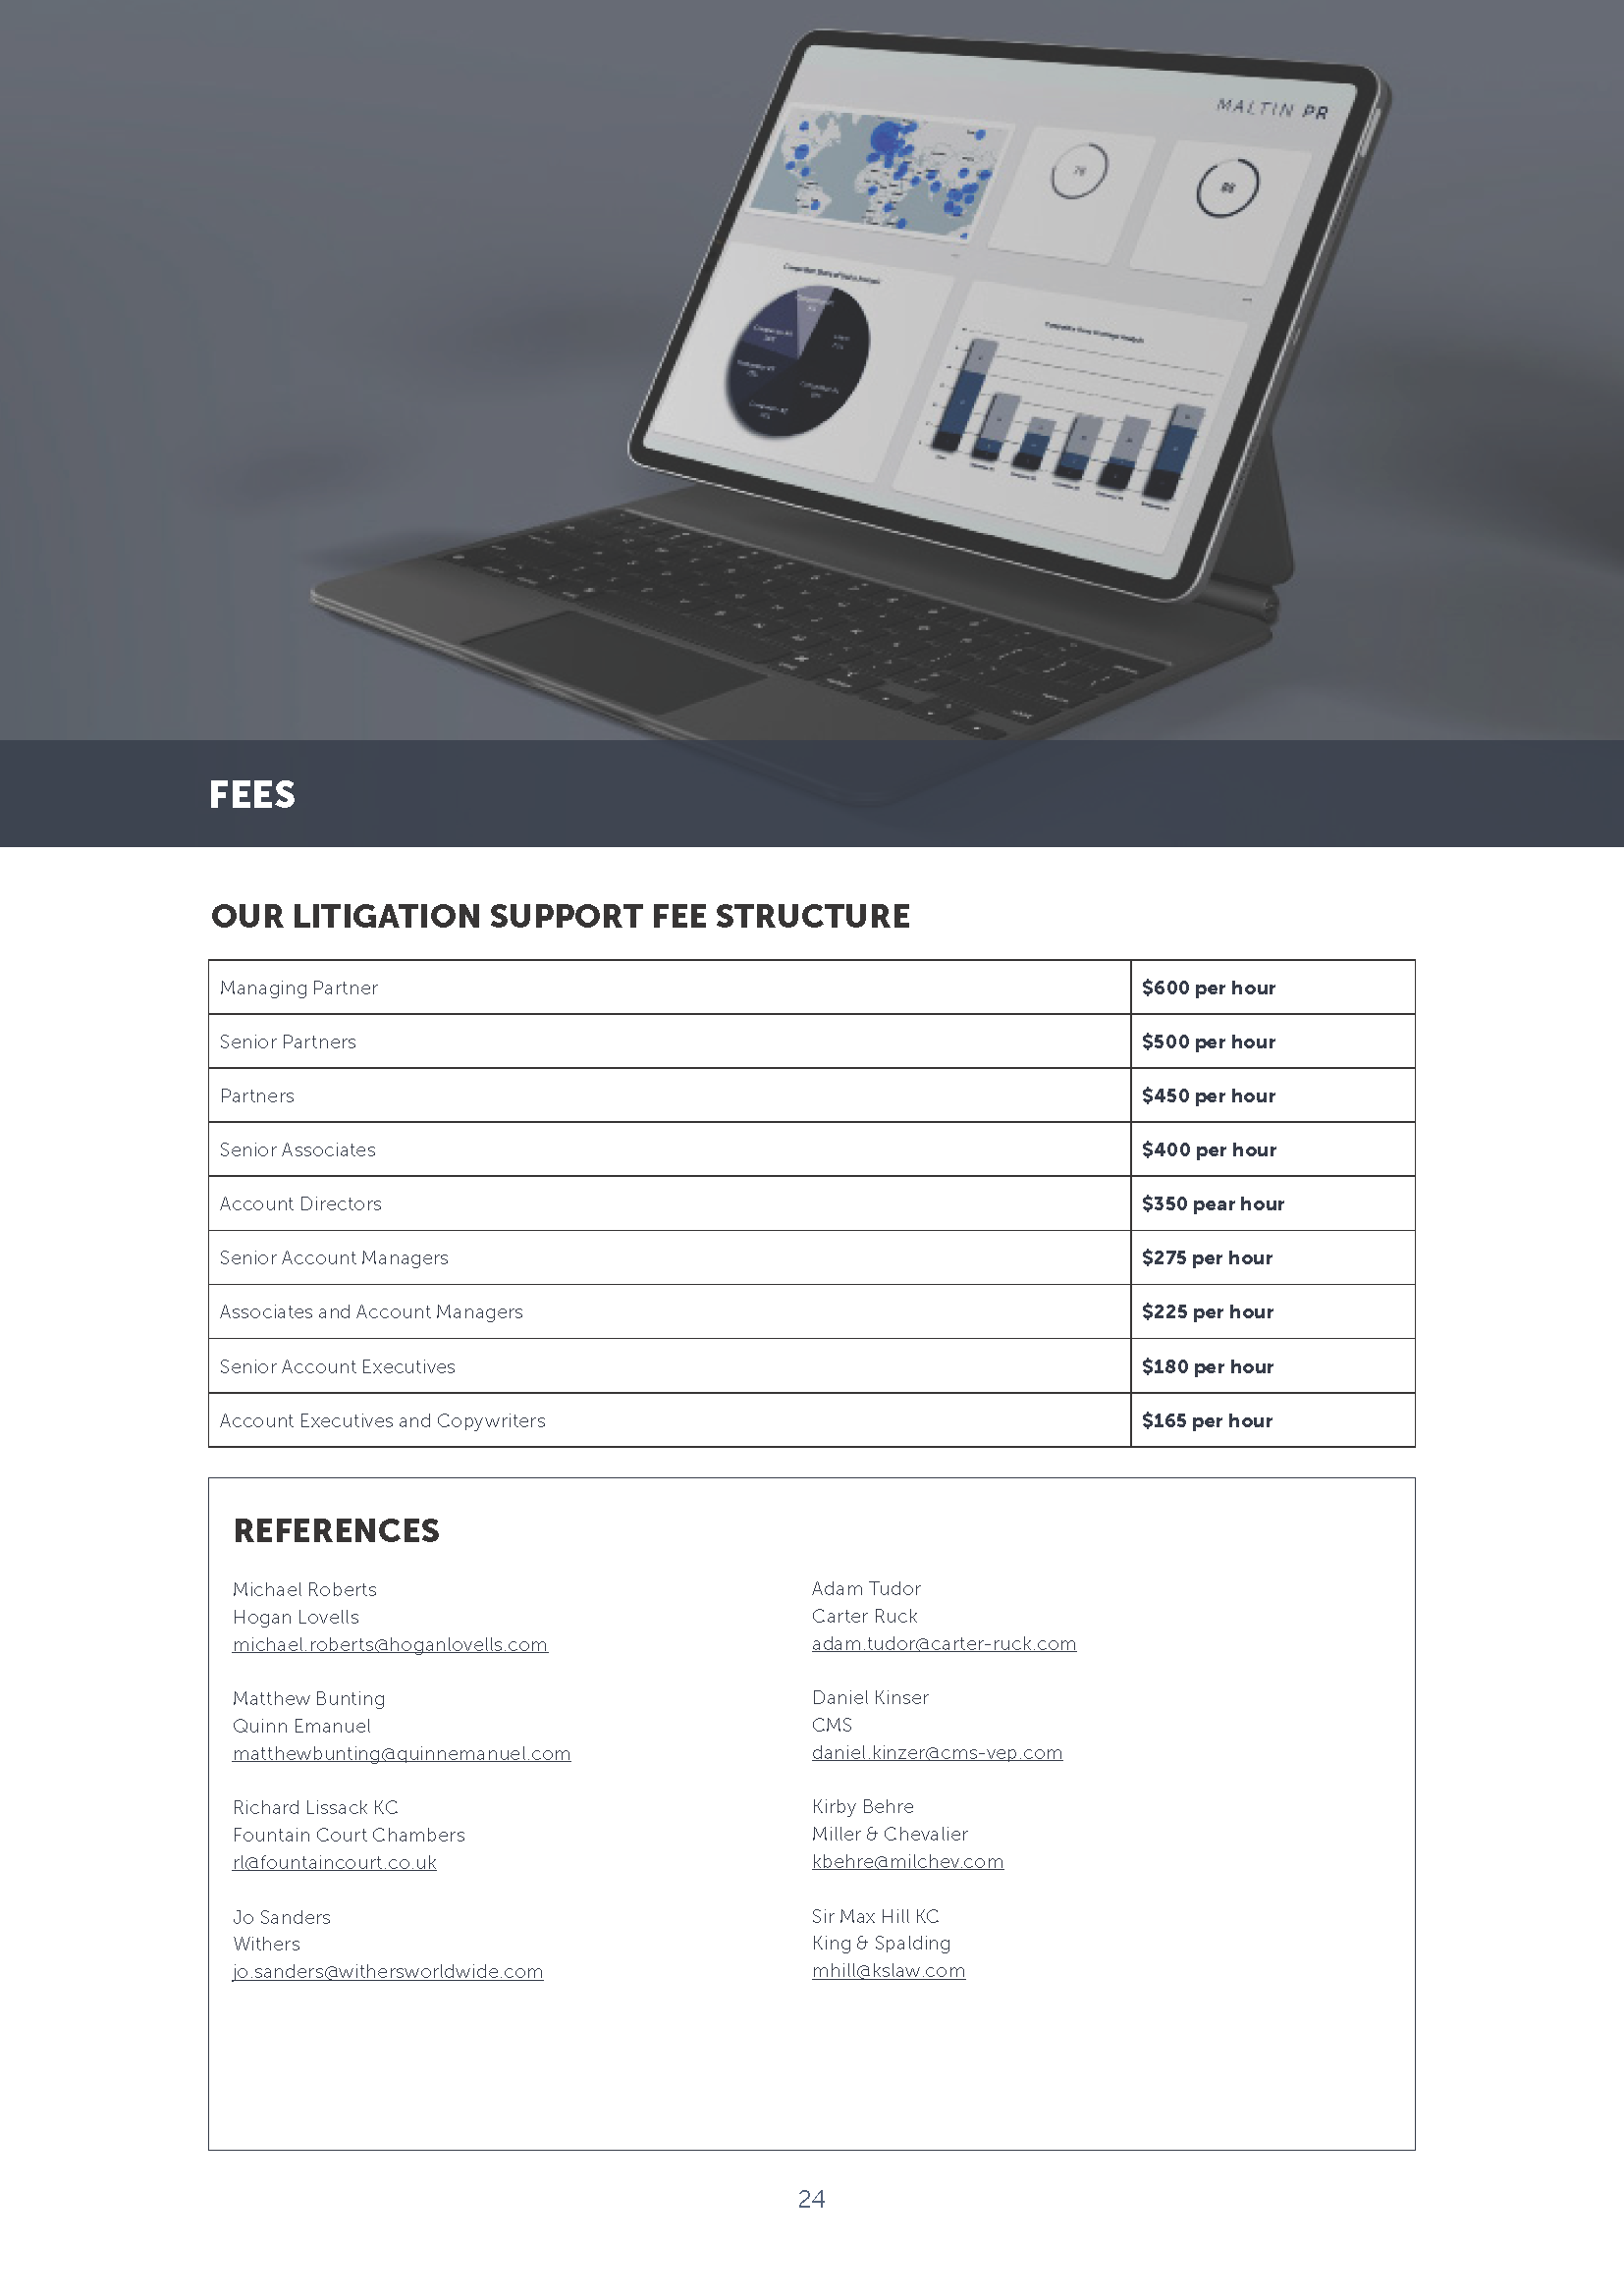 MALTIN PR
76
FEES
OUR LITIGATION SUPPORT FEE STRUCTURE
Managing Partner $600 per hour
Senior Partners $500 per hour
Partners $450 per hour
Senior Associates $400 per hour
Account Directors $350 pear hour
Senior Account Managers $275 per hour
Associates and Account Managers $225 per hour
Senior Account Executives $180 per hour
Account Executives and Copywriters $165 per hour
REFERENCES
Michael Roberts
Hogan Lovells
michael.roberts@hoganlovells.com
Matthew Bunting
Quinn Emanuel
matthewbunting@quinnemanuel.com
Richard Lissack KC
Fountain Court Chambers
rl@fountaincourt.co.uk
Jo Sanders
Withers
jo.sanders@withersworldwide.com
Adam Tudor
Carter Ruck
adam.tudor@carter-ruck.com
Daniel Kinser
CMS
daniel.kinzer@cms-vep.com
Kirby Behre
Miller & Chevalier
kbehre@milchev.com
Sir Max Hill KC
King & Spalding
mhill@kslaw.com
24